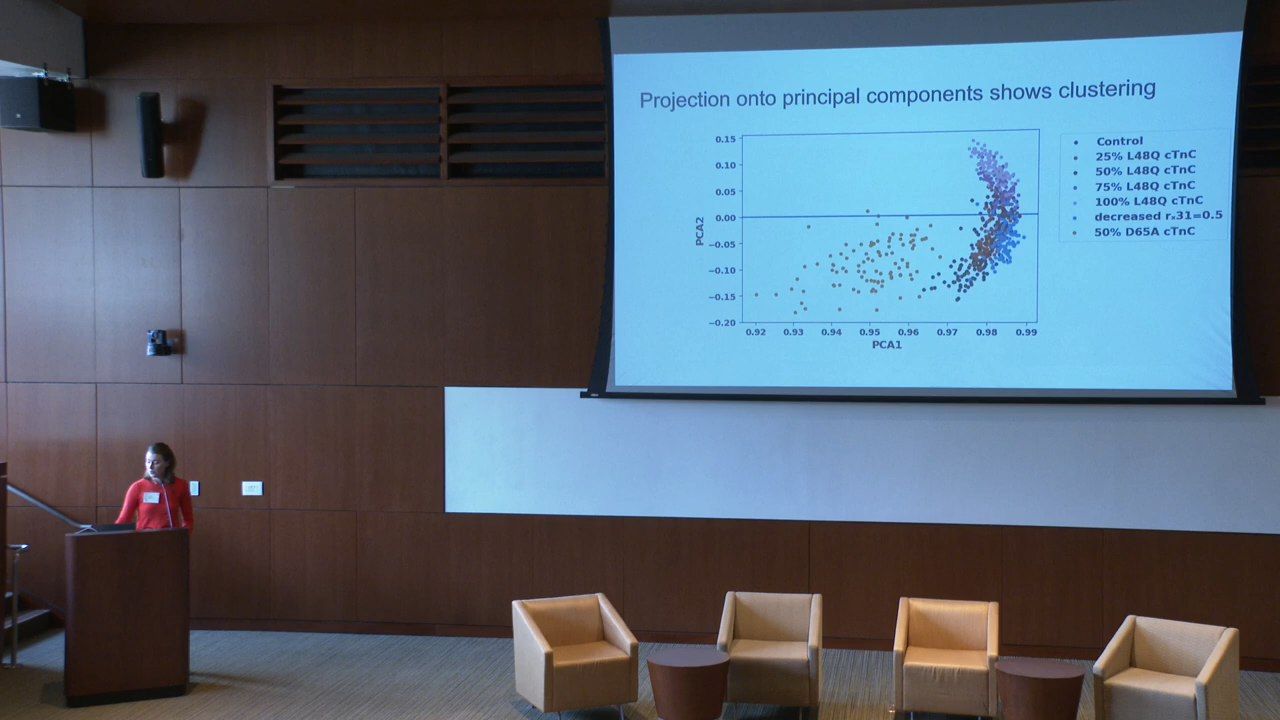 Projection onto principal components shows clustering
0.15
0.10
0.05
0.00
−0.05
−0.10
−0.15
−0.20
PCA2
0.92
0.93
0.94
0.95
0.96
0.97
0.98
0.99
PCA1
Control
25% L48Q cTnC
50% L48Q cTnC
75% L48Q cTnC
100% L48Q cTnC
decreased rₓ31=0.5
50% D65A cTnC